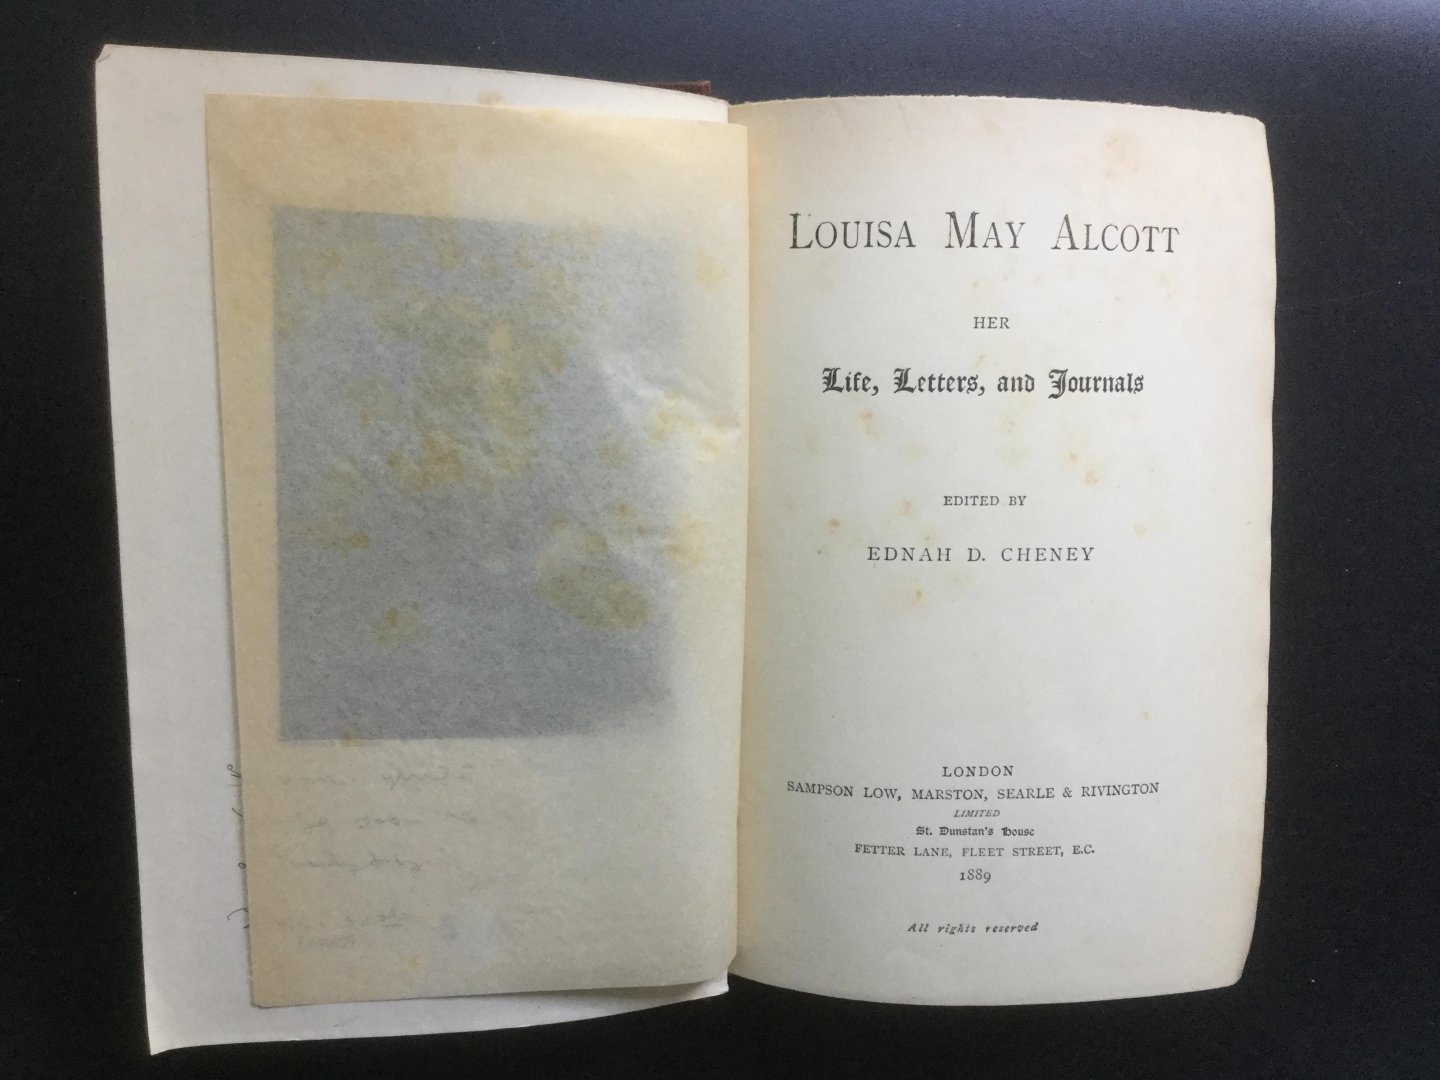 LOUISA MAY ALCOTT
HER
Life, Letters, and Journals
EDITED BY
EDNAH D. CHENEY
LONDON
SAMPSON LOW, MARSTON, SEARLE & RIVINGTON
LIMITED
St. Dunstan's House
FETTER LANE, FLEET STREET, E.C.
1889
All rights reserved